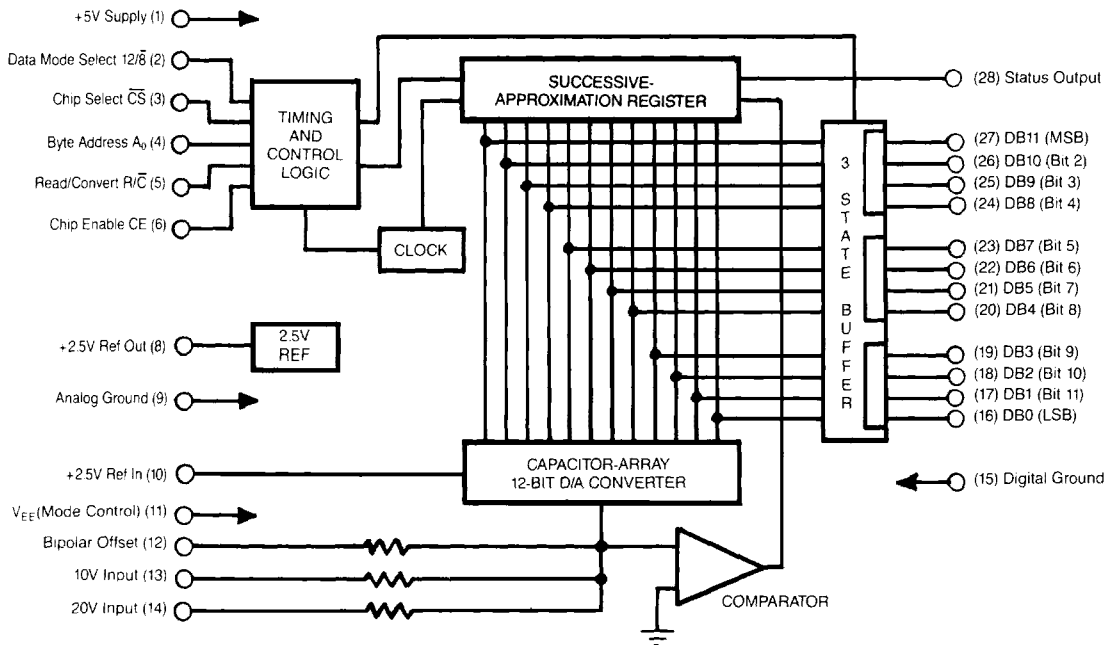 +5V Supply (1)
Data Mode Select 12/8̅ (2)
Chip Select C̅S̅ (3)
Byte Address A₀ (4)
Read/Convert R/C̅ (5)
Chip Enable CE (6)
TIMING
AND
CONTROL
LOGIC
CLOCK
SUCCESSIVE-
APPROXIMATION REGISTER
(28) Status Output
(27) DB11 (MSB)
(26) DB10 (Bit 2)
(25) DB9 (Bit 3)
(24) DB8 (Bit 4)
(23) DB7 (Bit 5)
(22) DB6 (Bit 6)
(21) DB5 (Bit 7)
(20) DB4 (Bit 8)
(19) DB3 (Bit 9)
(18) DB2 (Bit 10)
(17) DB1 (Bit 11)
(16) DB0 (LSB)
3 STATE BUFFER
+2.5V Ref Out (8)
2.5V
REF
Analog Ground (9)
+2.5V Ref In (10)
CAPACITOR-ARRAY
12-BIT D/A CONVERTER
(15) Digital Ground
VEE(Mode Control) (11)
Bipolar Offset (12)
10V Input (13)
20V Input (14)
COMPARATOR